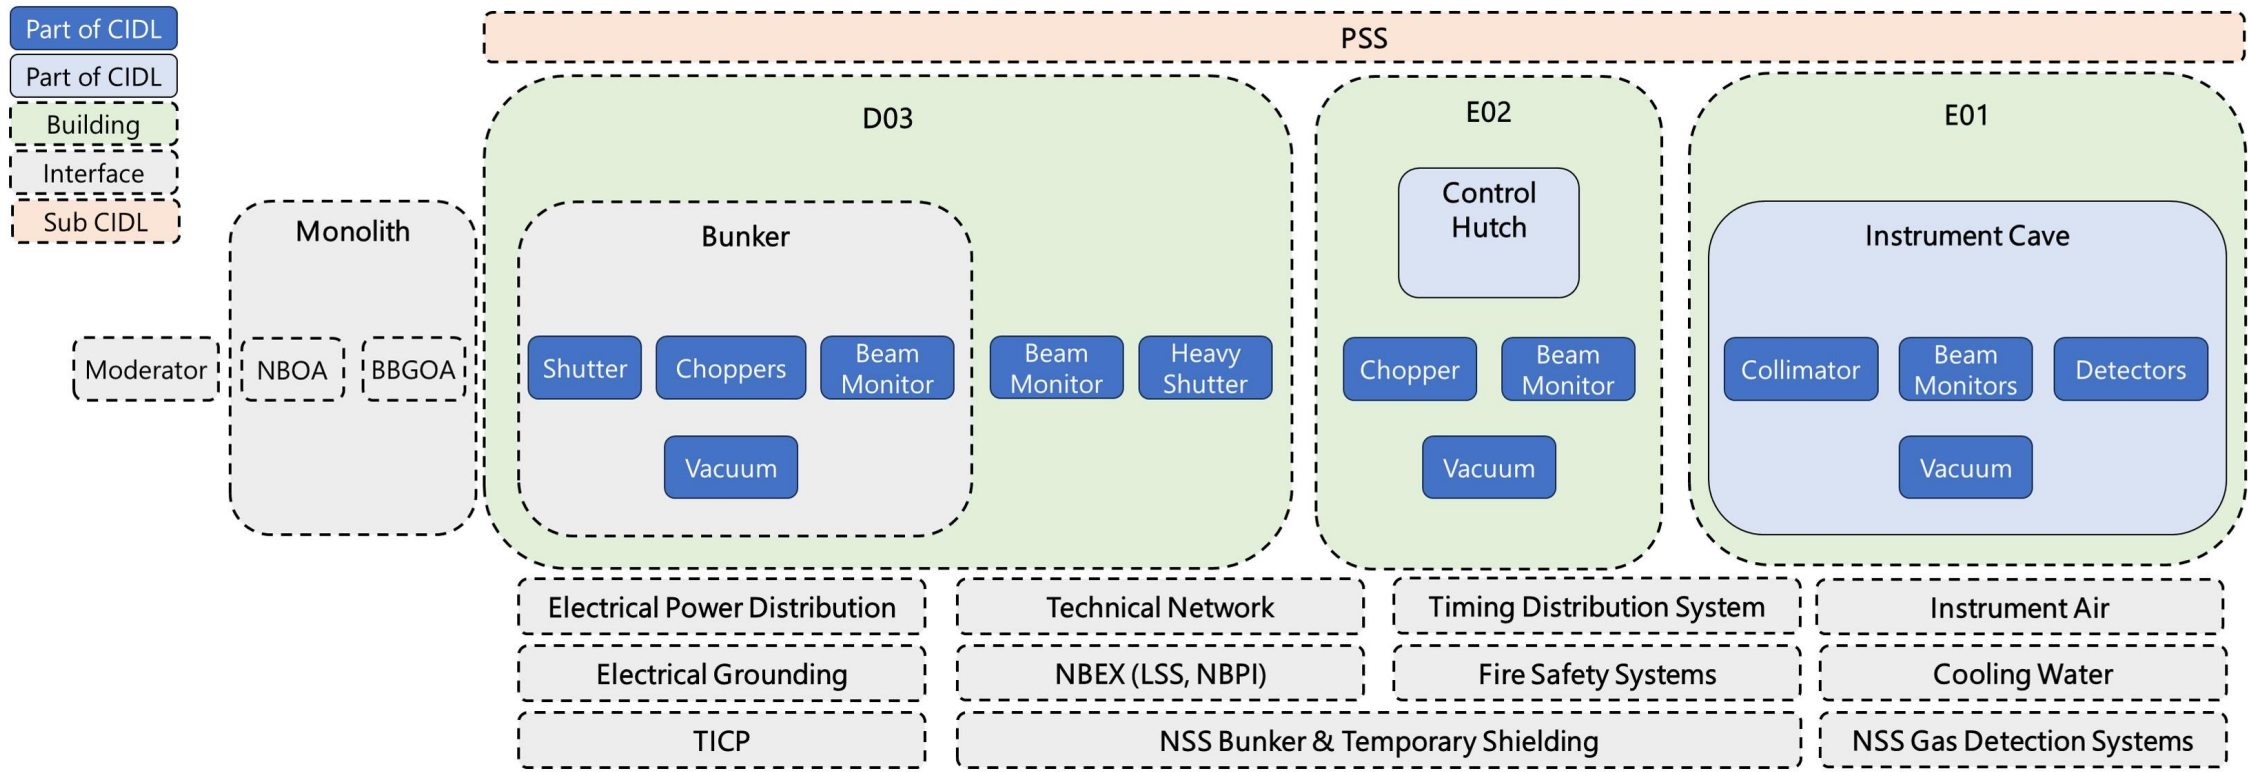 Part of CIDL
Part of CIDL
Building
Interface
Sub CIDL
PSS
D03
E02
E01
Monolith
Bunker
Control
Hutch
Instrument Cave
Moderator
NBOA
BBGOA
Shutter
Choppers
Beam
Monitor
Beam
Monitor
Heavy
Shutter
Chopper
Beam
Monitor
Collimator
Beam
Monitors
Detectors
Vacuum
Vacuum
Vacuum
Electrical Power Distribution
Technical Network
Timing Distribution System
Instrument Air
Electrical Grounding
NBEX (LSS, NBPI)
Fire Safety Systems
Cooling Water
TICP
NSS Bunker & Temporary Shielding
NSS Gas Detection Systems